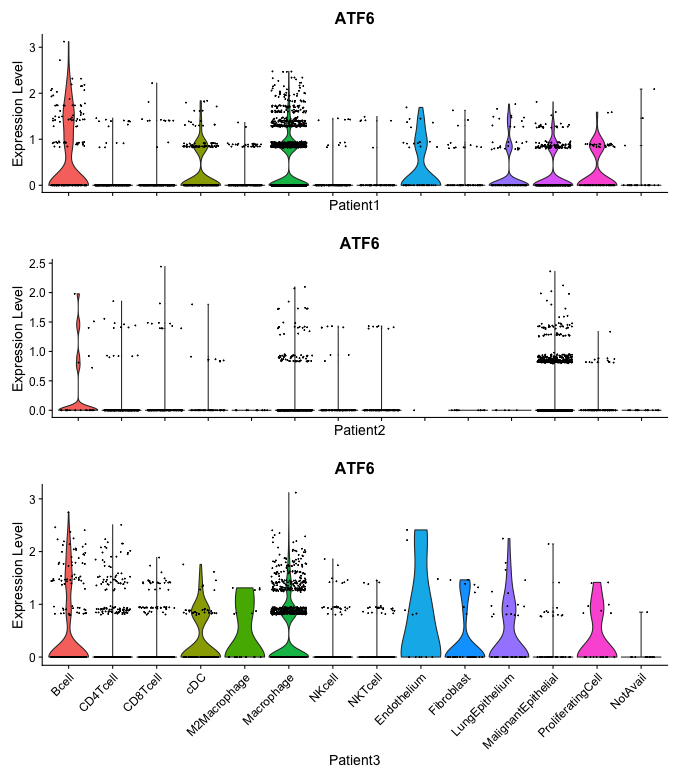 ATF6
Expression Level
3
2
1
0
Patient1
ATF6
Expression Level
2.5
2.0
1.5
1.0
0.5
0.0
Patient2
ATF6
Expression Level
3
2
1
0
Bcell
CD4Tcell
CD8Tcell
cDC
M2Macrophage
Macrophage
NKcell
NKTcell
Endothelium
Fibroblast
LungEpithelium
MalignantEpithelial
ProliferatingCell
NotAvail
Patient3